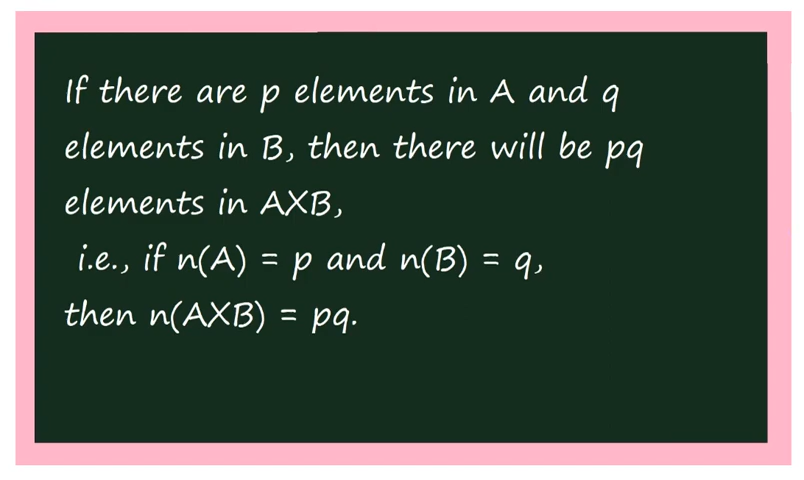 If there are p elements in A and q
elements in B, then there will be pq
elements in AXB,
i.e., if n(A) = p and n(B) = q,
then n(AXB) = pq.